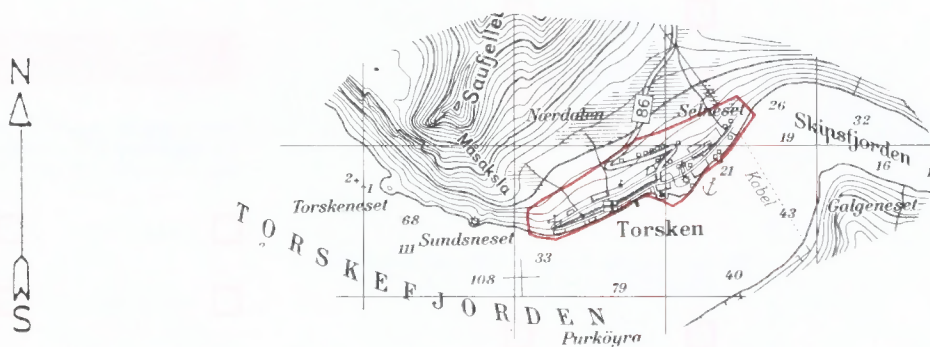 N
S
Saufjellet
Måsaksla
Nærdalen
86
Selneset
26
32
19
Skipsfjorden
16
21
Kabel
43
Galgeneset
2
1
Torskeneset
68
111
Sundsneset
Torsken
33
108
79
40
TORSKEFJORDEN
Purköyra